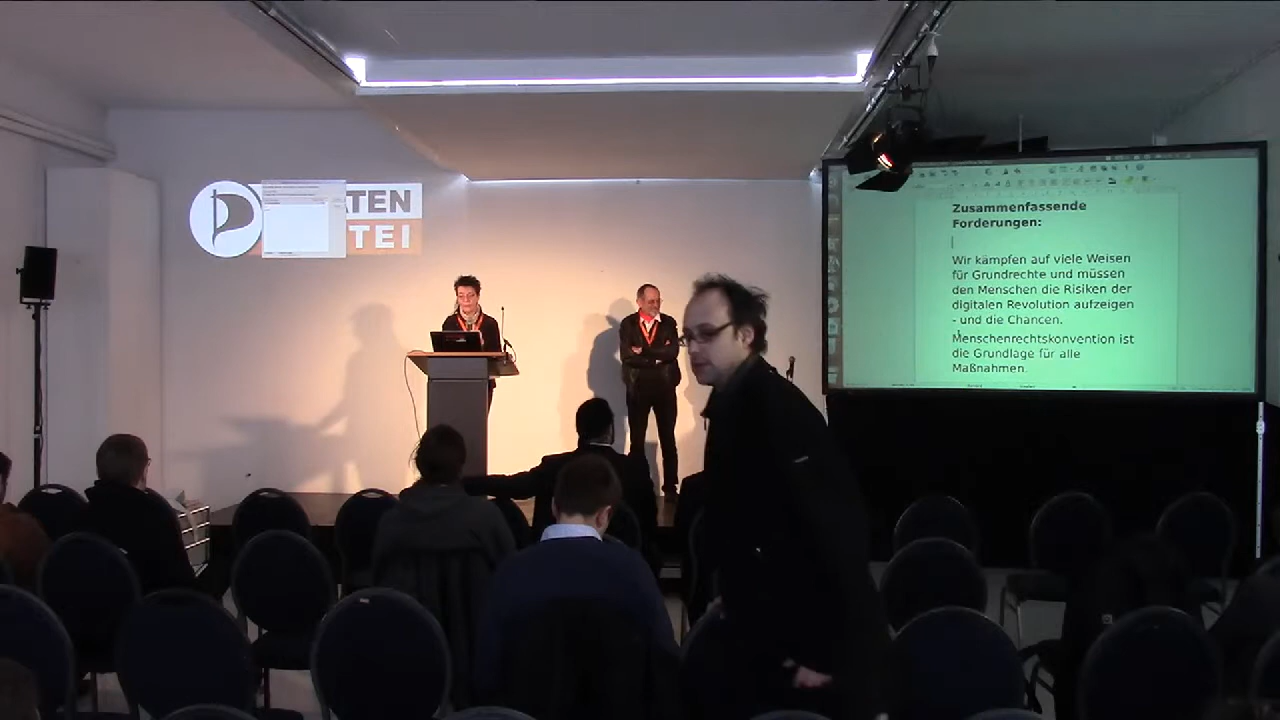 ATEN
TEI
Zusammenfassende
Forderungen:
Wir kämpfen auf viele Weisen
für Grundrechte und müssen
den Menschen die Risiken der
digitalen Revolution aufzeigen
- und die Chancen.
Menschenrechtskonvention ist
die Grundlage für alle
Maßnahmen.